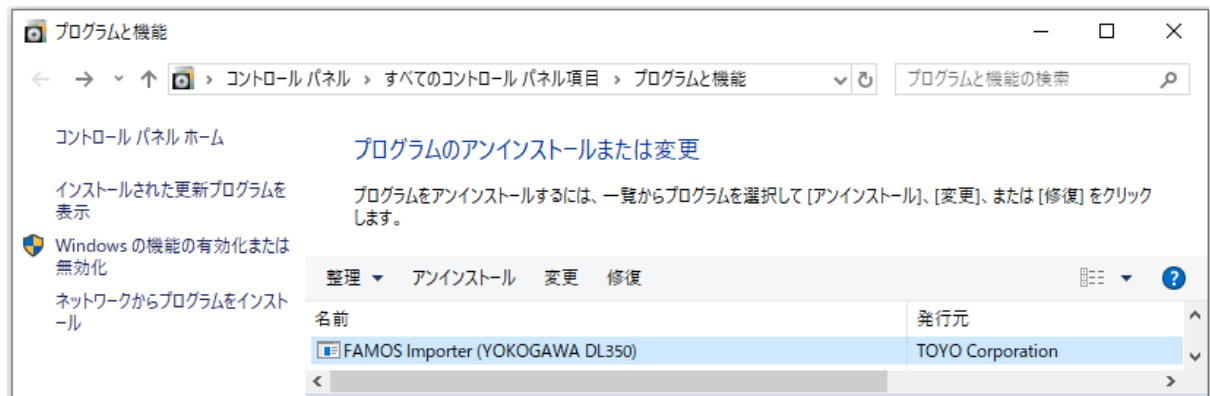 プログラムと機能
コントロール パネル › すべてのコントロール パネル項目 › プログラムと機能
プログラムと機能の検索
コントロール パネル ホーム
インストールされた更新プログラムを
表示
Windows の機能の有効化または
無効化
ネットワークからプログラムをインスト
ール
プログラムのアンインストールまたは変更
プログラムをアンインストールするには、一覧からプログラムを選択して [アンインストール]、[変更]、または [修復] をクリック
します。
整理 アンインストール 変更 修復
名前 発行元
FAMOS Importer (YOKOGAWA DL350) TOYO Corporation